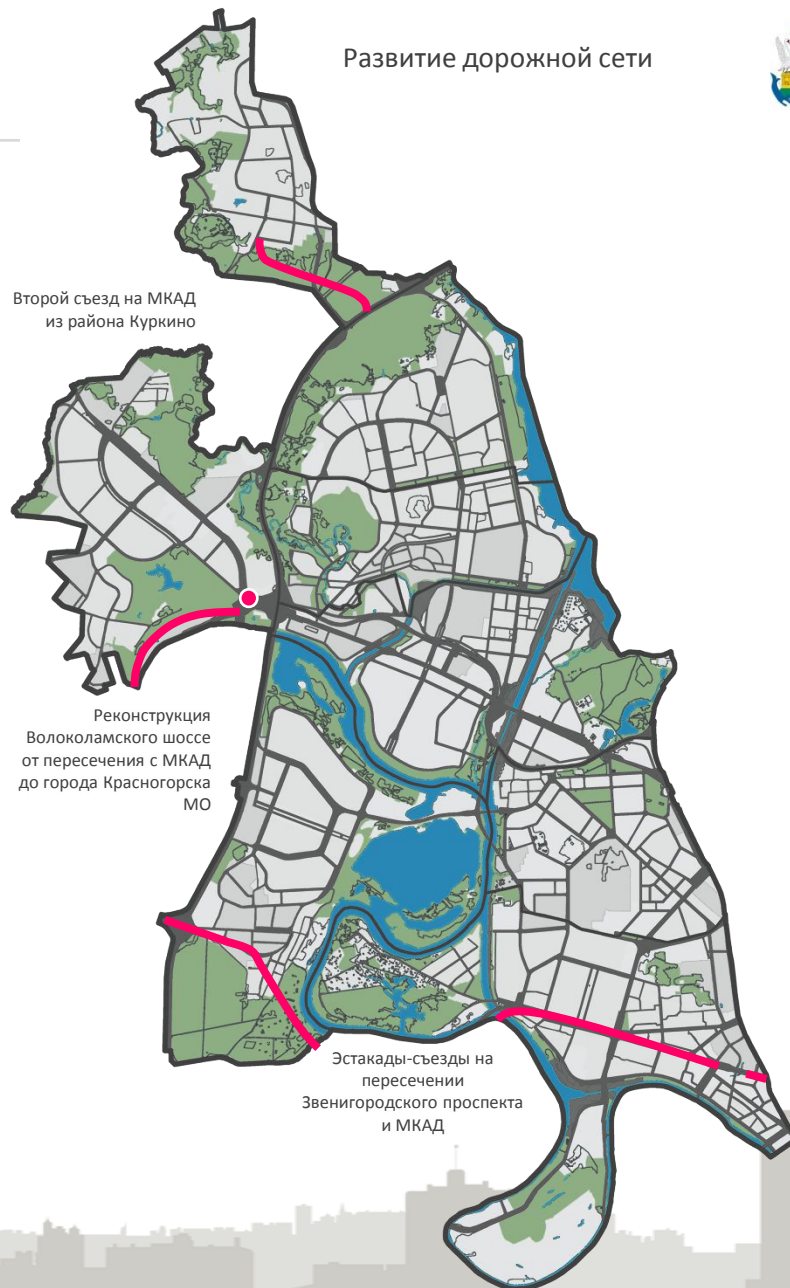 Развитие дорожной сети
Второй съезд на МКАД
из района Куркино
Реконструкция
Волоколамского шоссе
от пересечения с МКАД
до города Красногорска
МО
Эстакады-съезды на
пересечении
Звенигородского проспекта
и МКАД